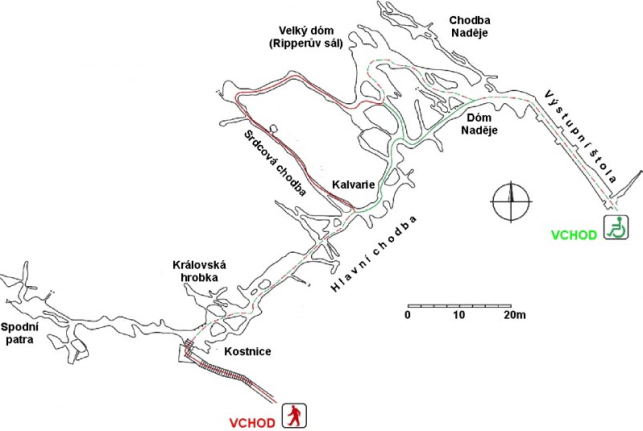 Chodba
Naděje
Velký dóm
(Ripperův sál)
Výstupní štola
Dóm
Naděje
Srdcová chodba
Kalvarie
VCHOD
Hlavní chodba
Královská
hrobka
0 10 20m
Spodní
patra
Kostnice
VCHOD